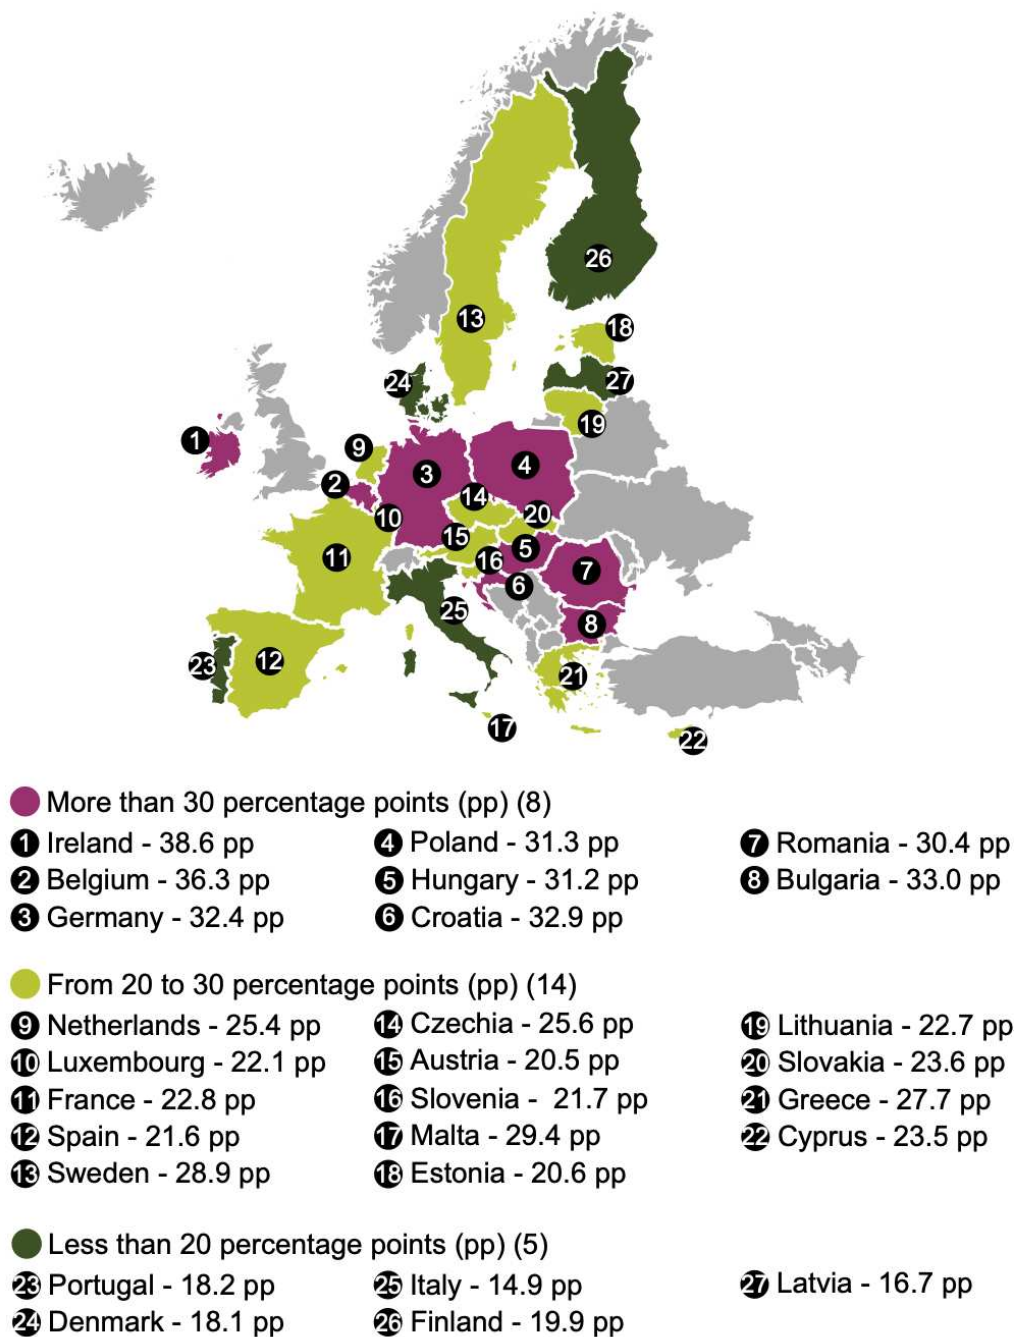 26
13
18
24
27
19
1
9
3
4
2
14
10
20
15
5
11
16
7
6
25
8
23
12
21
17
22
More than 30 percentage points (pp) (8)
1 Ireland - 38.6 pp
4 Poland - 31.3 pp
7 Romania - 30.4 pp
2 Belgium - 36.3 pp
5 Hungary - 31.2 pp
8 Bulgaria - 33.0 pp
3 Germany - 32.4 pp
6 Croatia - 32.9 pp
From 20 to 30 percentage points (pp) (14)
9 Netherlands - 25.4 pp
14 Czechia - 25.6 pp
19 Lithuania - 22.7 pp
10 Luxembourg - 22.1 pp
15 Austria - 20.5 pp
20 Slovakia - 23.6 pp
11 France - 22.8 pp
16 Slovenia - 21.7 pp
21 Greece - 27.7 pp
12 Spain - 21.6 pp
17 Malta - 29.4 pp
22 Cyprus - 23.5 pp
13 Sweden - 28.9 pp
18 Estonia - 20.6 pp
Less than 20 percentage points (pp) (5)
23 Portugal - 18.2 pp
25 Italy - 14.9 pp
27 Latvia - 16.7 pp
24 Denmark - 18.1 pp
26 Finland - 19.9 pp